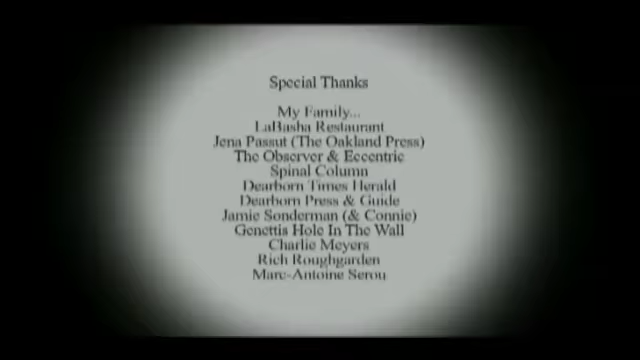 Special Thanks
My Family...
LaBasha Restaurant
Jena Passut (The Oakland Press)
The Observer & Eccentric
Spinal Column
Dearborn Times Herald
Dearborn Press & Guide
Jamie Sonderman (& Connie)
Genettis Hole In The Wall
Charlie Meyers
Rich Roughgarden
Marc-Antoine Serou